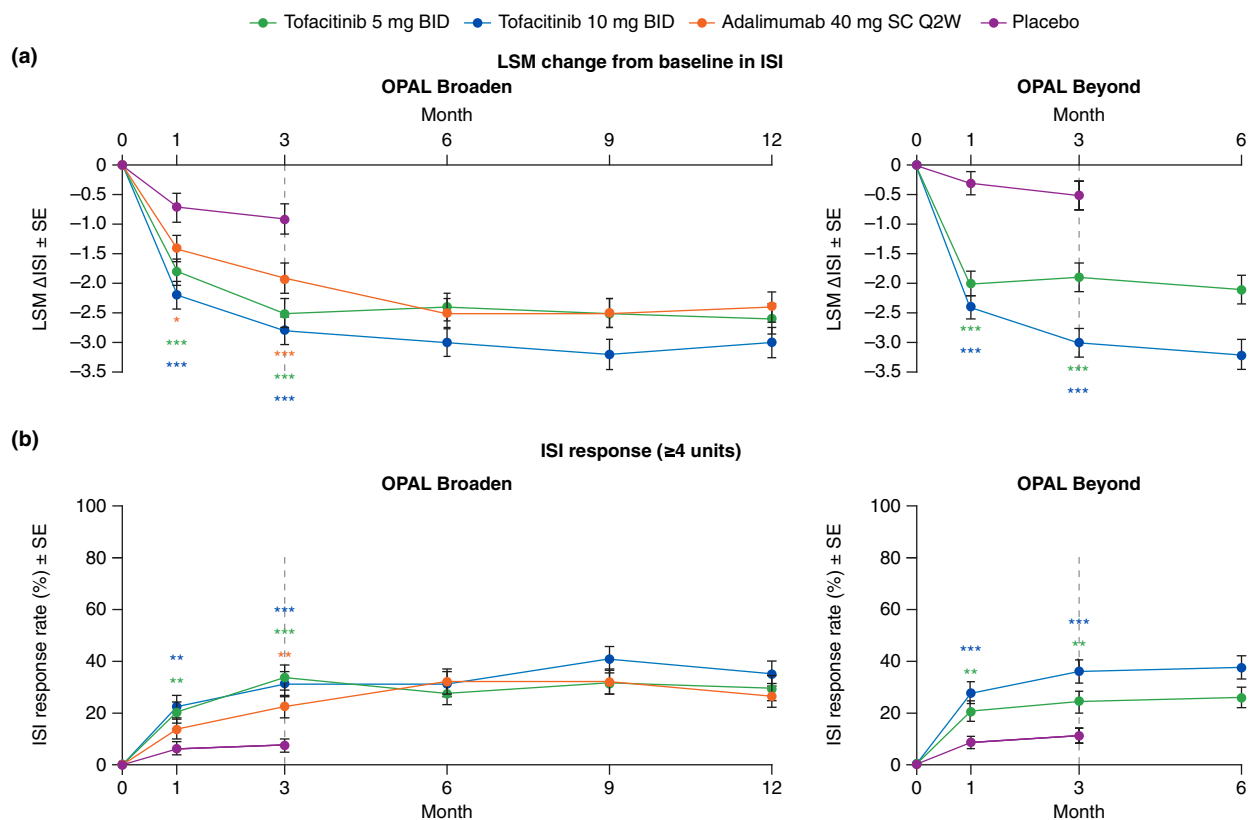 Tofacitinib 5 mg BID Tofacitinib 10 mg BID Adalimumab 40 mg SC Q2W Placebo
(a)
LSM change from baseline in ISI
OPAL Broaden
Month
0 1 3 6 9 12
0
–0.5
–1.0
–1.5
–2.0
–2.5
–3.0
–3.5
LSM ΔISI ± SE
*
***
***
***
***
***
OPAL Beyond
Month
0 1 3 6
0
–0.5
–1.0
–1.5
–2.0
–2.5
–3.0
–3.5
LSM ΔISI ± SE
***
***
***
***
(b)
ISI response (≥4 units)
OPAL Broaden
100
80
60
40
20
0
ISI response rate (%) ± SE
**
**
***
***
**
0 1 3 6 9 12
Month
OPAL Beyond
100
80
60
40
20
0
ISI response rate (%) ± SE
***
**
***
**
0 1 3 6
Month